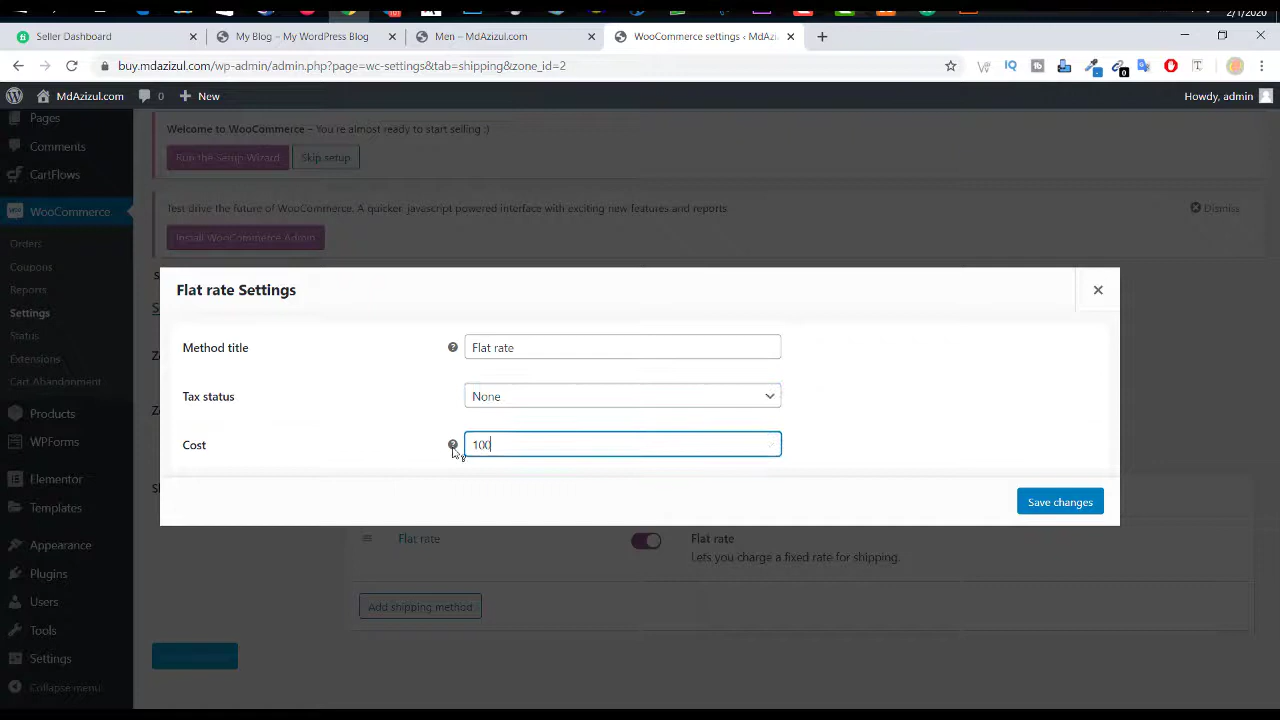 2/1/2020
Seller Dashboard
My Blog – My WordPress Blog
Men – MdAzizul.com
WooCommerce settings ‹ MdAzi
buy.mdazizul.com/wp-admin/admin.php?page=wc-settings&tab=shipping&zone_id=2
MdAzizul.com
0
New
Howdy, admin
Pages
Comments
CartFlows
WooCommerce
Orders
Coupons
Reports
Settings
Status
Extensions
Cart Abandonment
Products
WPForms
Elementor
Templates
Appearance
Plugins
Users
Tools
Settings
Collapse menu
Welcome to WooCommerce – You're almost ready to start selling :)
Run the Setup Wizard
Skip setup
Test drive the future of WooCommerce. A quicker, javascript powered interface with exciting new features and reports
Dismiss
Install WooCommerce Admin
Flat rate Settings
Method title
Flat rate
Tax status
None
Cost
100
Save changes
Flat rate
Flat rate
Lets you charge a fixed rate for shipping.
Add shipping method